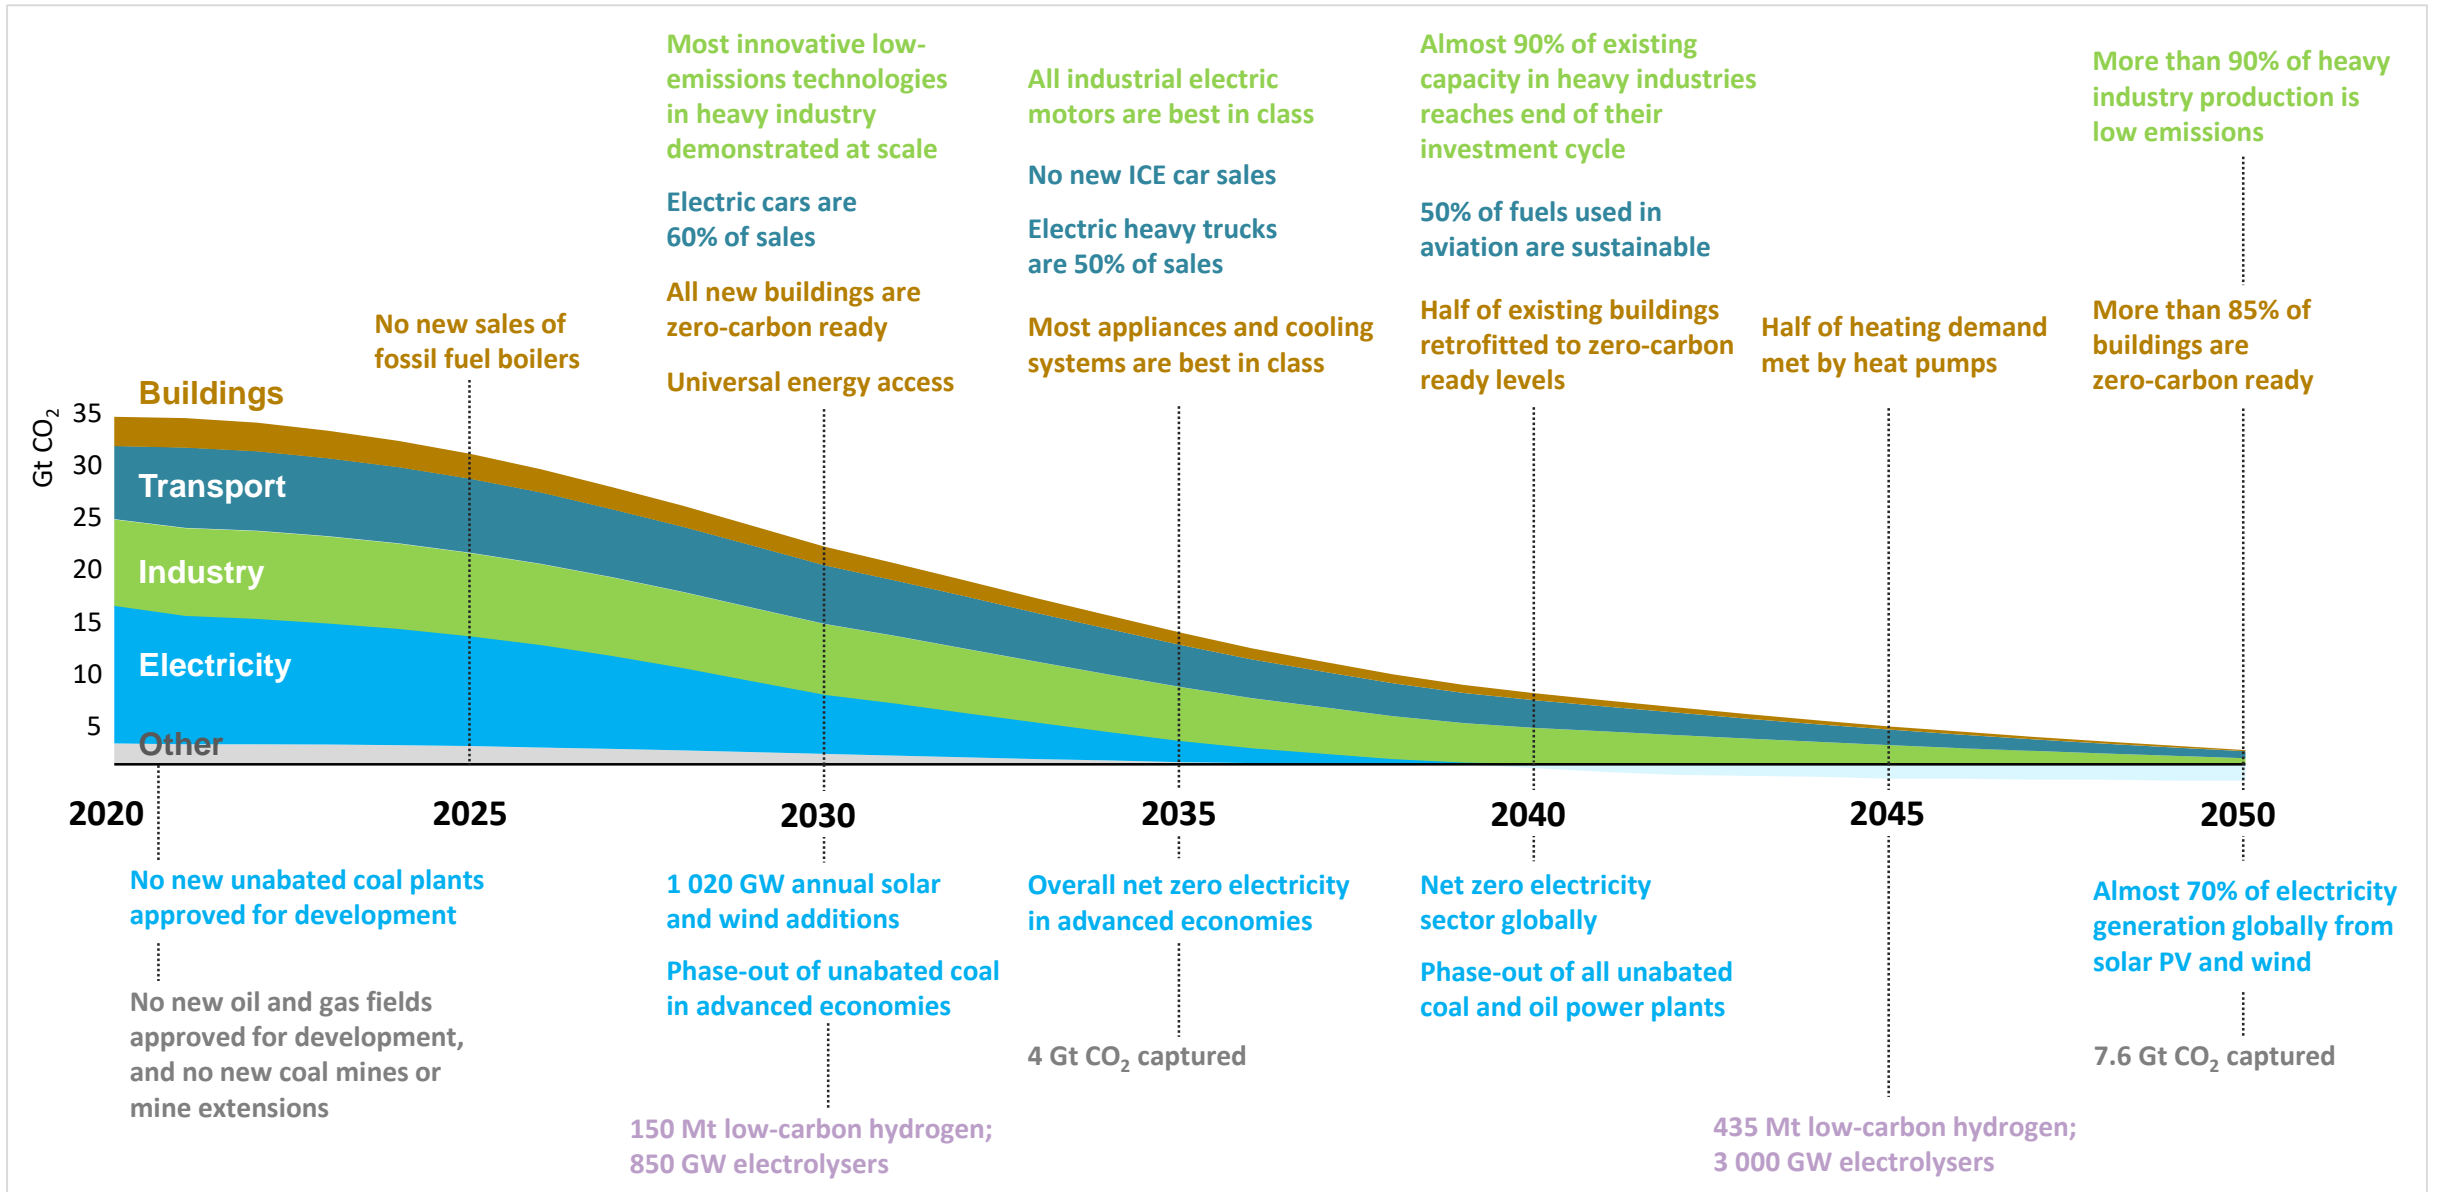 Most innovative low-
emissions technologies
in heavy industry
demonstrated at scale
Electric cars are
60% of sales
All new buildings are
zero-carbon ready
Universal energy access
All industrial electric
motors are best in class
No new ICE car sales
Electric heavy trucks
are 50% of sales
Most appliances and cooling
systems are best in class
Almost 90% of existing
capacity in heavy industries
reaches end of their
investment cycle
50% of fuels used in
aviation are sustainable
Half of existing buildings
retrofitted to zero-carbon
ready levels
Half of heating demand
met by heat pumps
More than 90% of heavy
industry production is
low emissions
More than 85% of
buildings are
zero-carbon ready
No new sales of
fossil fuel boilers
Gt CO₂
35
30
25
20
15
10
5
Buildings
Transport
Industry
Electricity
Other
2020
2025
2030
2035
2040
2045
2050
No new unabated coal plants
approved for development
No new oil and gas fields
approved for development,
and no new coal mines or
mine extensions
1 020 GW annual solar
and wind additions
Phase-out of unabated coal
in advanced economies
150 Mt low-carbon hydrogen;
850 GW electrolysers
Overall net zero electricity
in advanced economies
4 Gt CO₂ captured
Net zero electricity
sector globally
Phase-out of all unabated
coal and oil power plants
435 Mt low-carbon hydrogen;
3 000 GW electrolysers
Almost 70% of electricity
generation globally from
solar PV and wind
7.6 Gt CO₂ captured